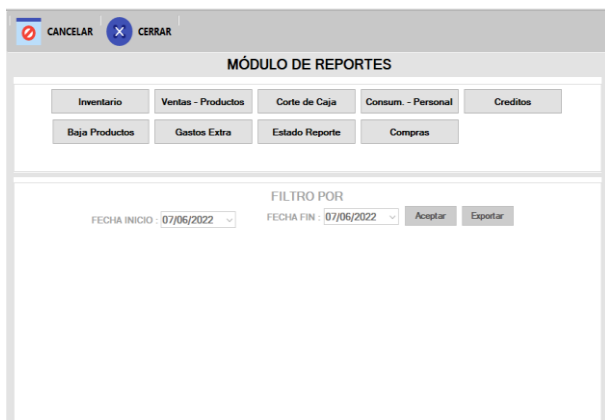 CANCELAR CERRAR
MÓDULO DE REPORTES
Inventario Ventas - Productos Corte de Caja Consum. - Personal Creditos
Baja Productos Gastos Extra Estado Reporte Compras
FILTRO POR
FECHA INICIO : 07/06/2022 FECHA FIN : 07/06/2022 Aceptar Exportar